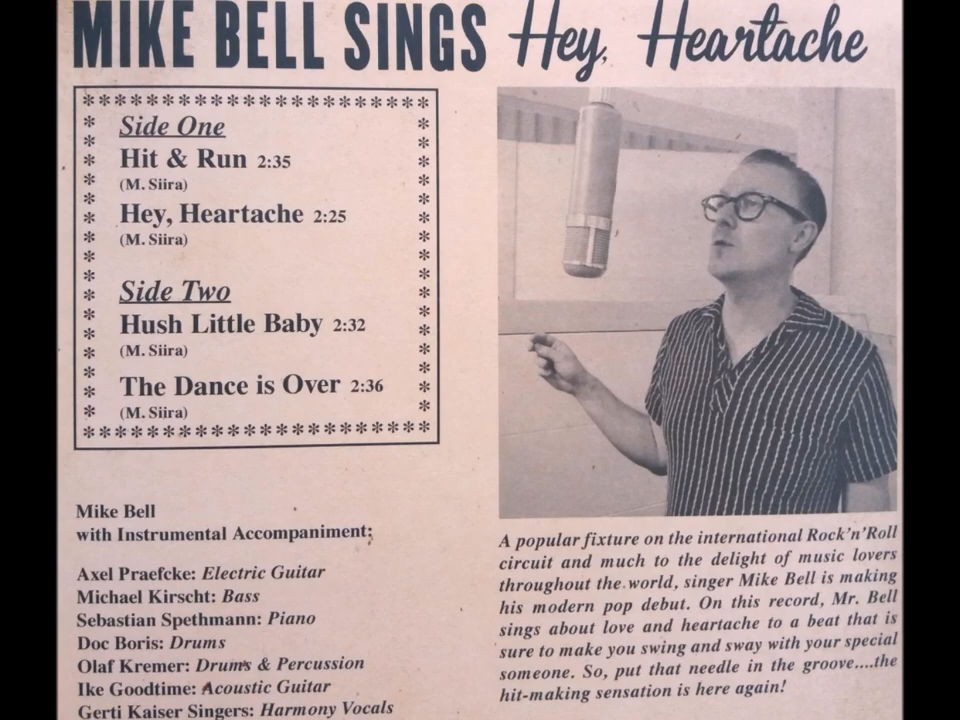 MIKE BELL SINGS Hey, Heartache
Side One
Hit & Run 2:35
(M. Siira)
Hey, Heartache 2:25
(M. Siira)
Side Two
Hush Little Baby 2:32
(M. Siira)
The Dance is Over 2:36
(M. Siira)
Mike Bell
with Instrumental Accompaniment:
Axel Praefcke: Electric Guitar
Michael Kirscht: Bass
Sebastian Spethmann: Piano
Doc Boris: Drums
Olaf Kremer: Drums & Percussion
Ike Goodtime: Acoustic Guitar
Gerti Kaiser Singers: Harmony Vocals
A popular fixture on the international Rock'n'Roll
circuit and much to the delight of music lovers
throughout the world, singer Mike Bell is making
his modern pop debut. On this record, Mr. Bell
sings about love and heartache to a beat that is
sure to make you swing and sway with your special
someone. So, put that needle in the groove....the
hit-making sensation is here again!